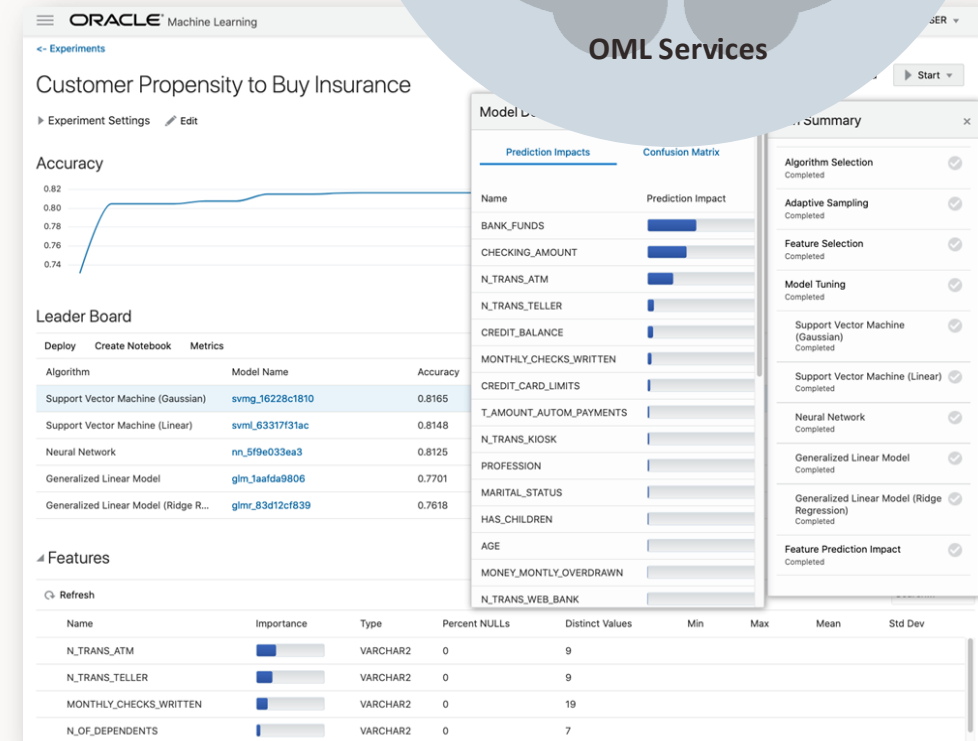 ORACLE Machine Learning
OML Services
<- Experiments
Customer Propensity to Buy Insurance
Start
Experiment Settings Edit
Accuracy
0.82
0.80
0.78
0.76
0.74
Leader Board
Deploy Create Notebook Metrics
Algorithm Model Name Accuracy
Support Vector Machine (Gaussian) svmg_16228c1810 0.8165
Support Vector Machine (Linear) svml_63317f31ac 0.8148
Neural Network nn_5f9e033ea3 0.8125
Generalized Linear Model glm_1aafda9806 0.7701
Generalized Linear Model (Ridge R... glmr_83d12cf839 0.7618
Model
Prediction Impacts Confusion Matrix
Name Prediction Impact
BANK_FUNDS
CHECKING_AMOUNT
N_TRANS_ATM
N_TRANS_TELLER
CREDIT_BALANCE
MONTHLY_CHECKS_WRITTEN
CREDIT_CARD_LIMITS
T_AMOUNT_AUTOM_PAYMENTS
N_TRANS_KIOSK
PROFESSION
MARITAL_STATUS
HAS_CHILDREN
AGE
MONEY_MONTLY_OVERDRAWN
N_TRANS_WEB_BANK
Summary
Algorithm Selection
Completed
Adaptive Sampling
Completed
Feature Selection
Completed
Model Tuning
Completed
Support Vector Machine
(Gaussian)
Completed
Support Vector Machine (Linear)
Completed
Neural Network
Completed
Generalized Linear Model
Completed
Generalized Linear Model (Ridge
Regression)
Completed
Feature Prediction Impact
Completed
Features
Refresh
Name Importance Type Percent NULLs Distinct Values Min Max Mean Std Dev
N_TRANS_ATM VARCHAR2 0 9
N_TRANS_TELLER VARCHAR2 0 9
MONTHLY_CHECKS_WRITTEN VARCHAR2 0 19
N_OF_DEPENDENTS VARCHAR2 0 7